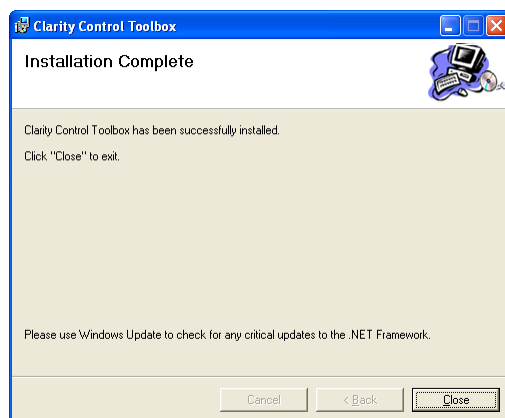 Clarity Control Toolbox
Installation Complete
Clarity Control Toolbox has been successfully installed.
Click "Close" to exit.
Please use Windows Update to check for any critical updates to the .NET Framework.
Cancel < Back Close